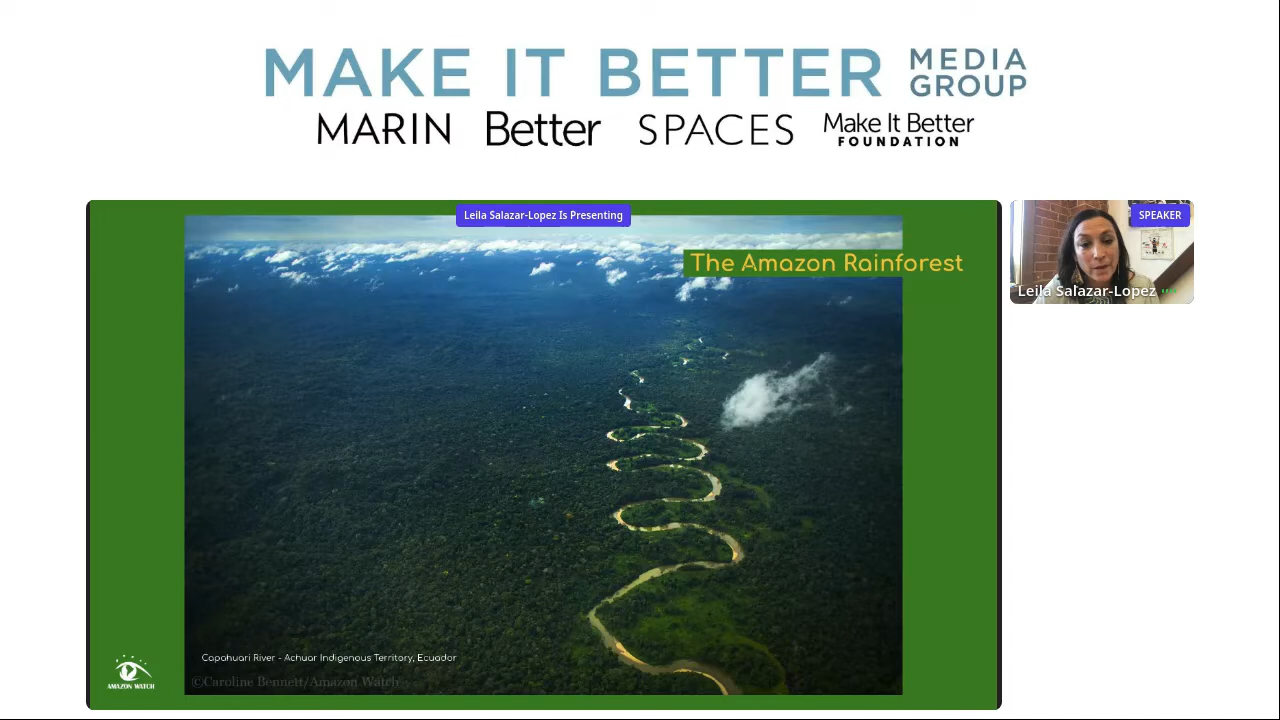 MAKE IT BETTER MEDIA GROUP
MARIN Better SPACES Make It Better FOUNDATION
Leila Salazar-Lopez Is Presenting
SPEAKER
The Amazon Rainforest
Leila Salazar-Lopez
Capahuari River - Achuar Indigenous Territory, Ecuador
©Caroline Bennett/Amazon Watch
AMAZON WATCH